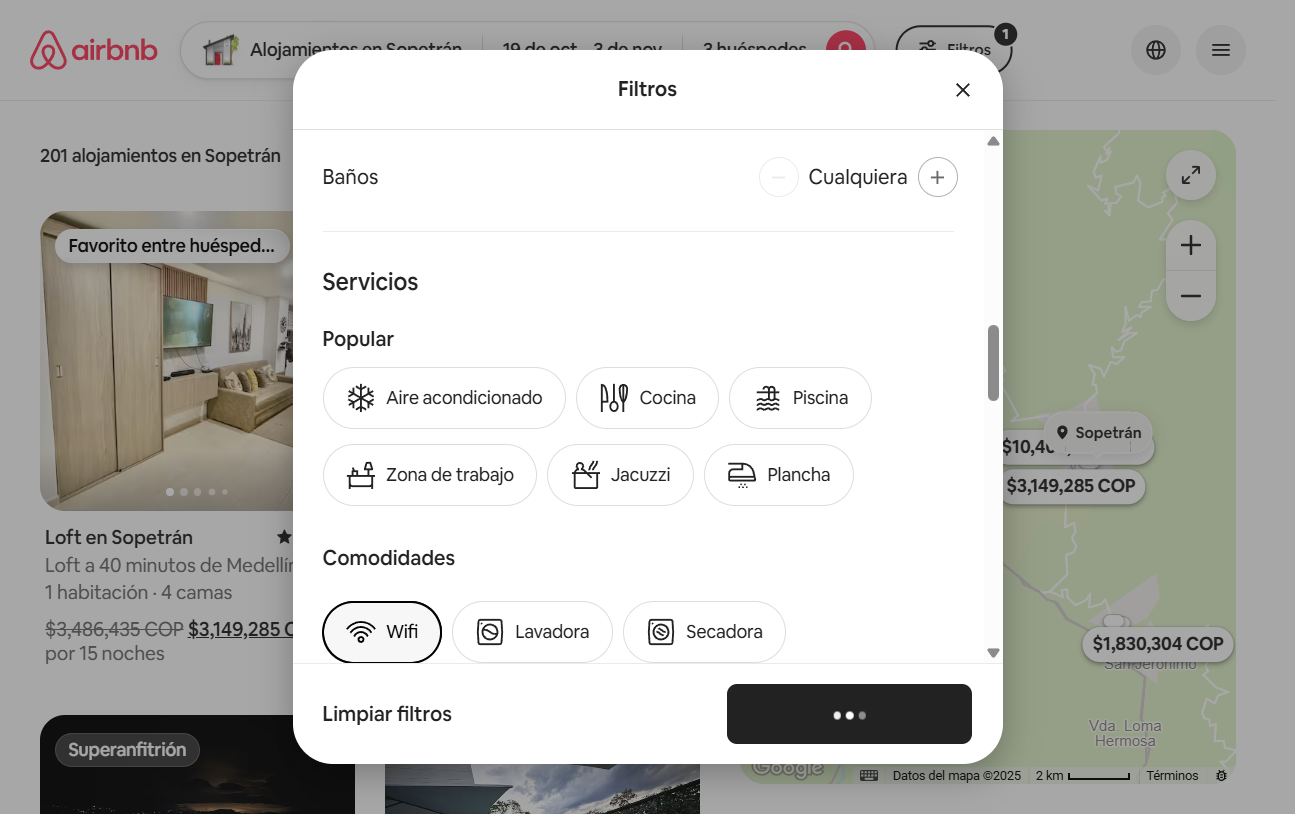 airbnb
Alojamientos en Sopetrán
19 de oct – 3 de nov
3 huéspedes
Filtros
1
201 alojamientos en Sopetrán
Favorito entre huésped...
Loft en Sopetrán
Loft a 40 minutos de Medellín
1 habitación · 4 camas
$3,486,435 COP $3,149,285 C
por 15 noches
Superanfitrión
Filtros
Baños
Cualquiera
Servicios
Popular
Aire acondicionado
Cocina
Piscina
Zona de trabajo
Jacuzzi
Plancha
Comodidades
Wifi
Lavadora
Secadora
Limpiar filtros
Sopetrán
$3,149,285 COP
$1,830,304 COP
San Jerónimo
Vda. Loma
Hermosa
Google
Datos del mapa ©2025
2 km
Términos